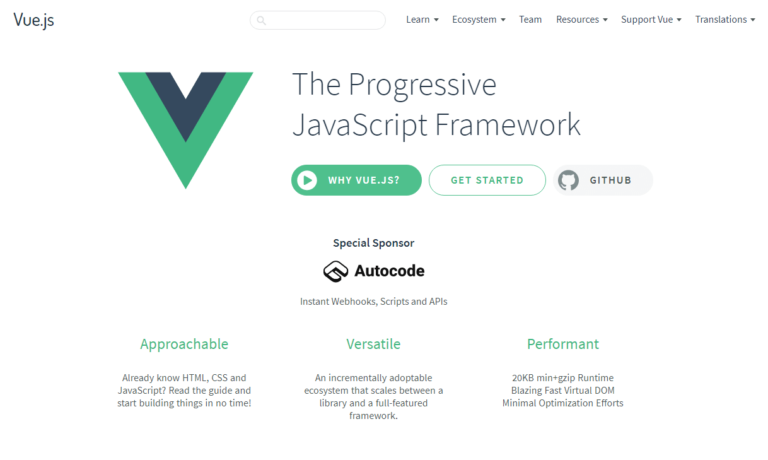 Vue.js
Learn
Ecosystem
Team
Resources
Support Vue
Translations
The Progressive
JavaScript Framework
WHY VUE.JS?
GET STARTED
GITHUB
Special Sponsor
Autocode
Instant Webhooks, Scripts and APIs
Approachable
Already know HTML, CSS and
JavaScript? Read the guide and
start building things in no time!
Versatile
An incrementally adoptable
ecosystem that scales between a
library and a full-featured
framework.
Performant
20KB min+gzip Runtime
Blazing Fast Virtual DOM
Minimal Optimization Efforts